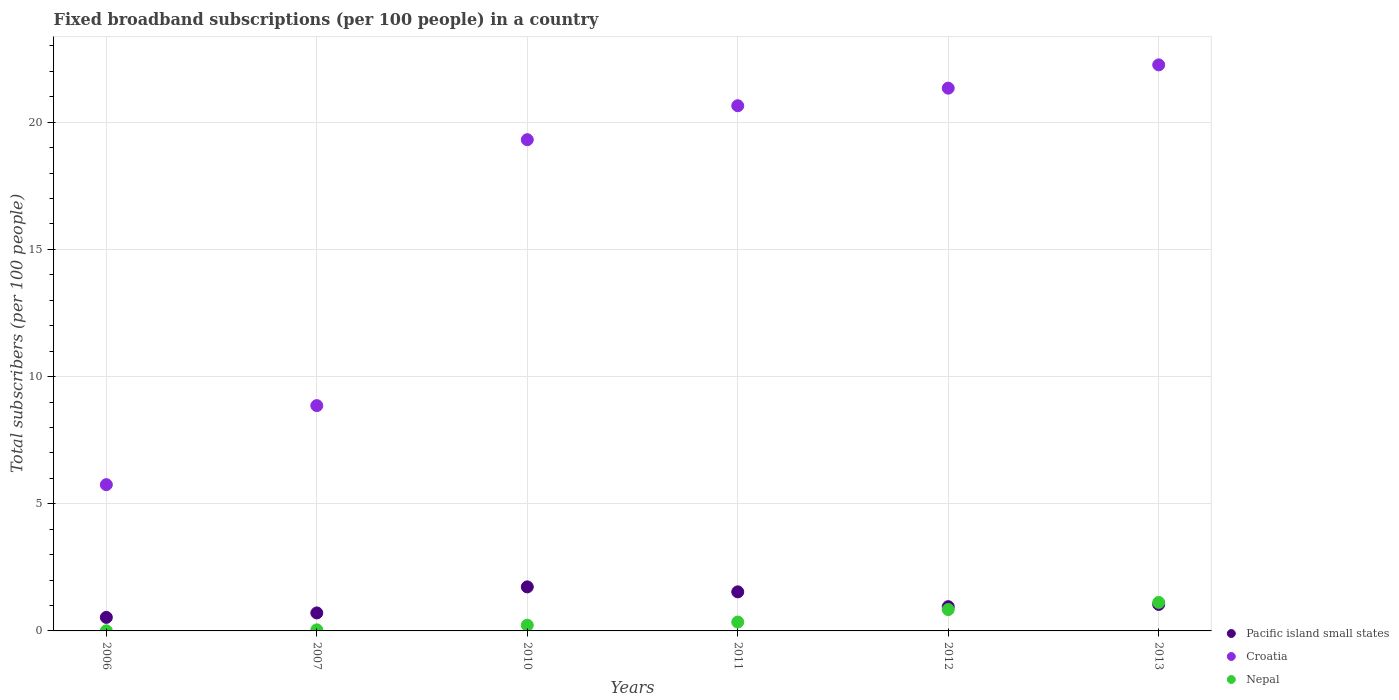 Fixed broadband subscriptions (per 100 people) in a country
Total subscribers (per 100 people)
20
15
10
5
0
2006
2007
2010
2011
2012
2013
Years
Pacific island small states
Croatia
Nepal